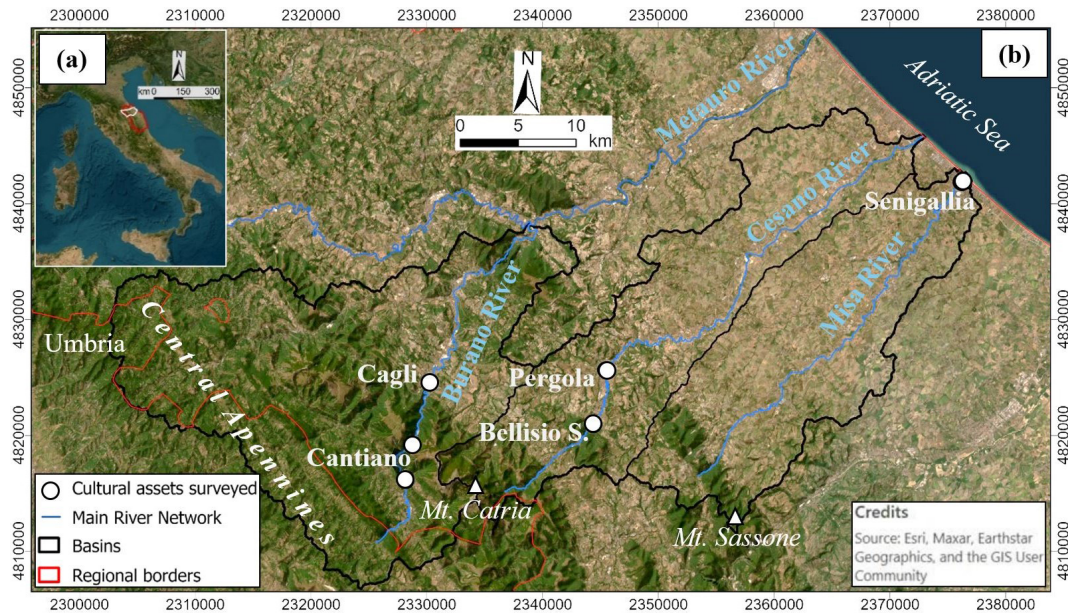 2300000 2310000 2320000 2330000 2340000 2350000 2360000 2370000 2380000
(a)
N
km 0 150 300
N
0 5 10
km
(b)
Adriatic Sea
Metauro River
Cesano River
Senigallia
Misa River
Burano River
Umbria
Central Apennines
Cagli
Pergola
Bellisio S.
Cantiano
Mt. Catria
Mt. Sassone
4850000
4840000
4830000
4820000
4810000
4850000
4840000
4830000
4820000
4810000
Cultural assets surveyed
Main River Network
Basins
Regional borders
Credits
Source: Esri, Maxar, Earthstar
Geographics, and the GIS User
Community
2300000 2310000 2320000 2330000 2340000 2350000 2360000 2370000 2380000